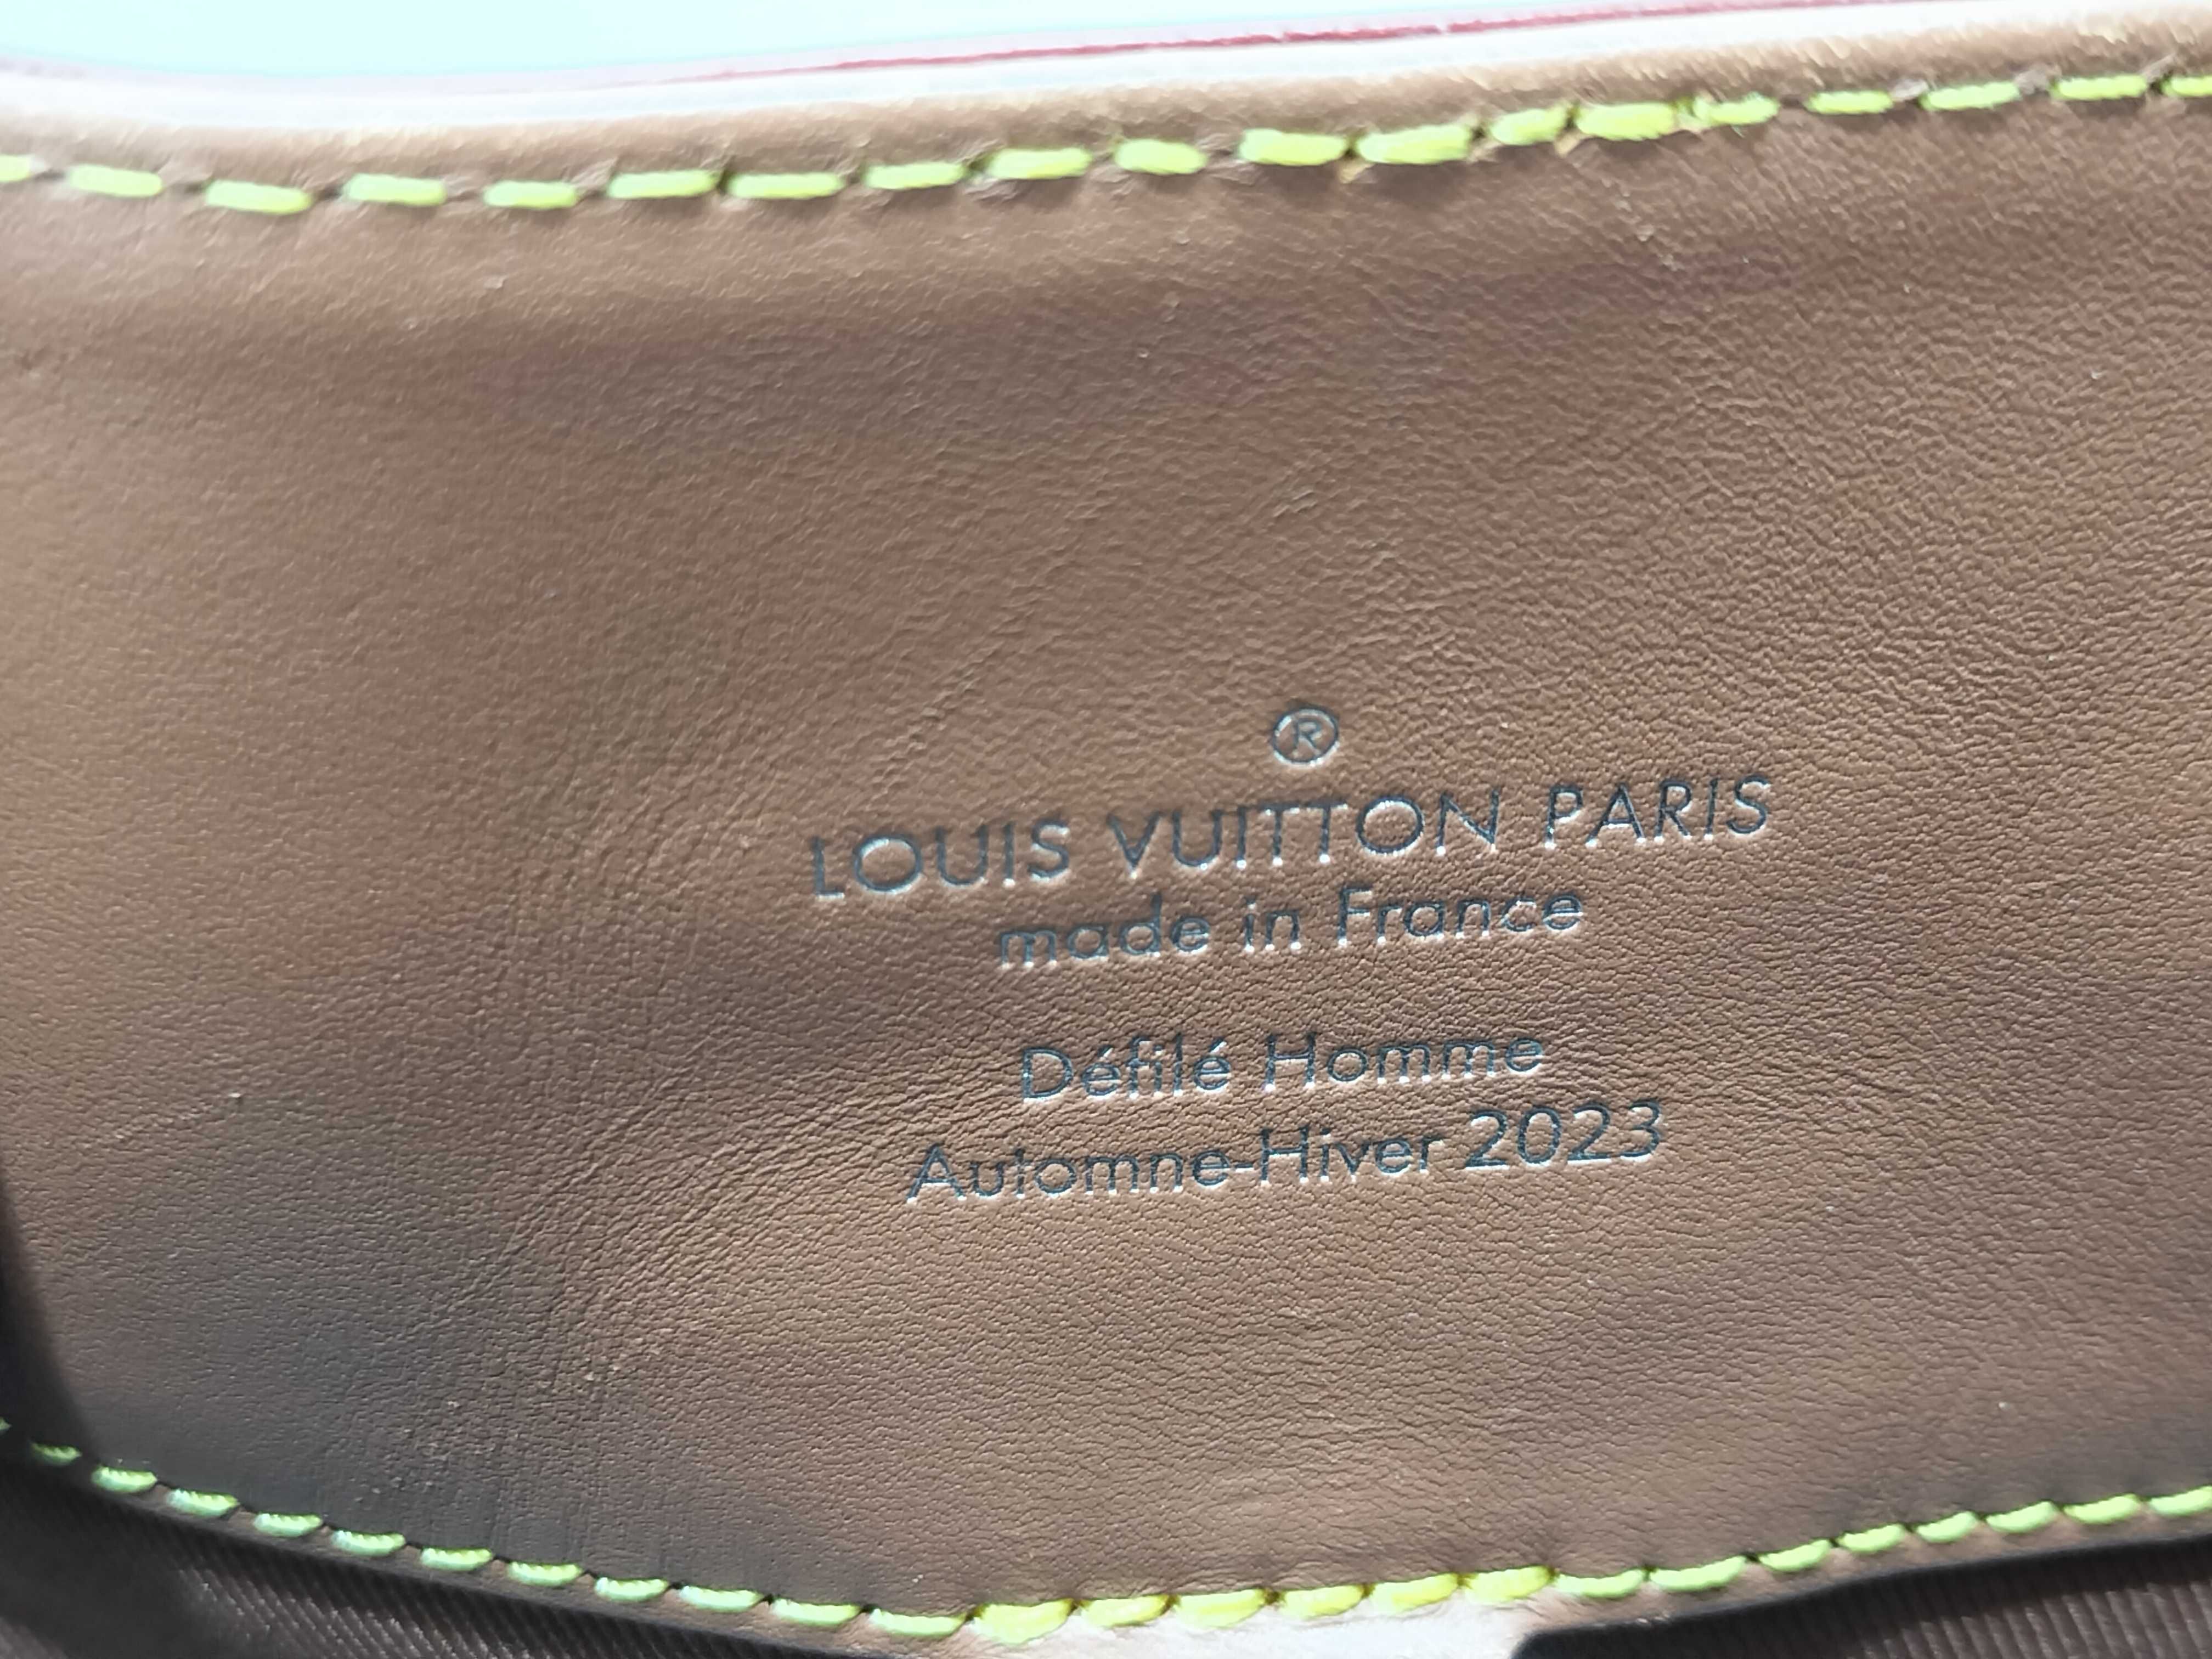 ®
LOUIS VUITTON PARIS
made in France
Défilé Homme
Automne-Hiver 2023